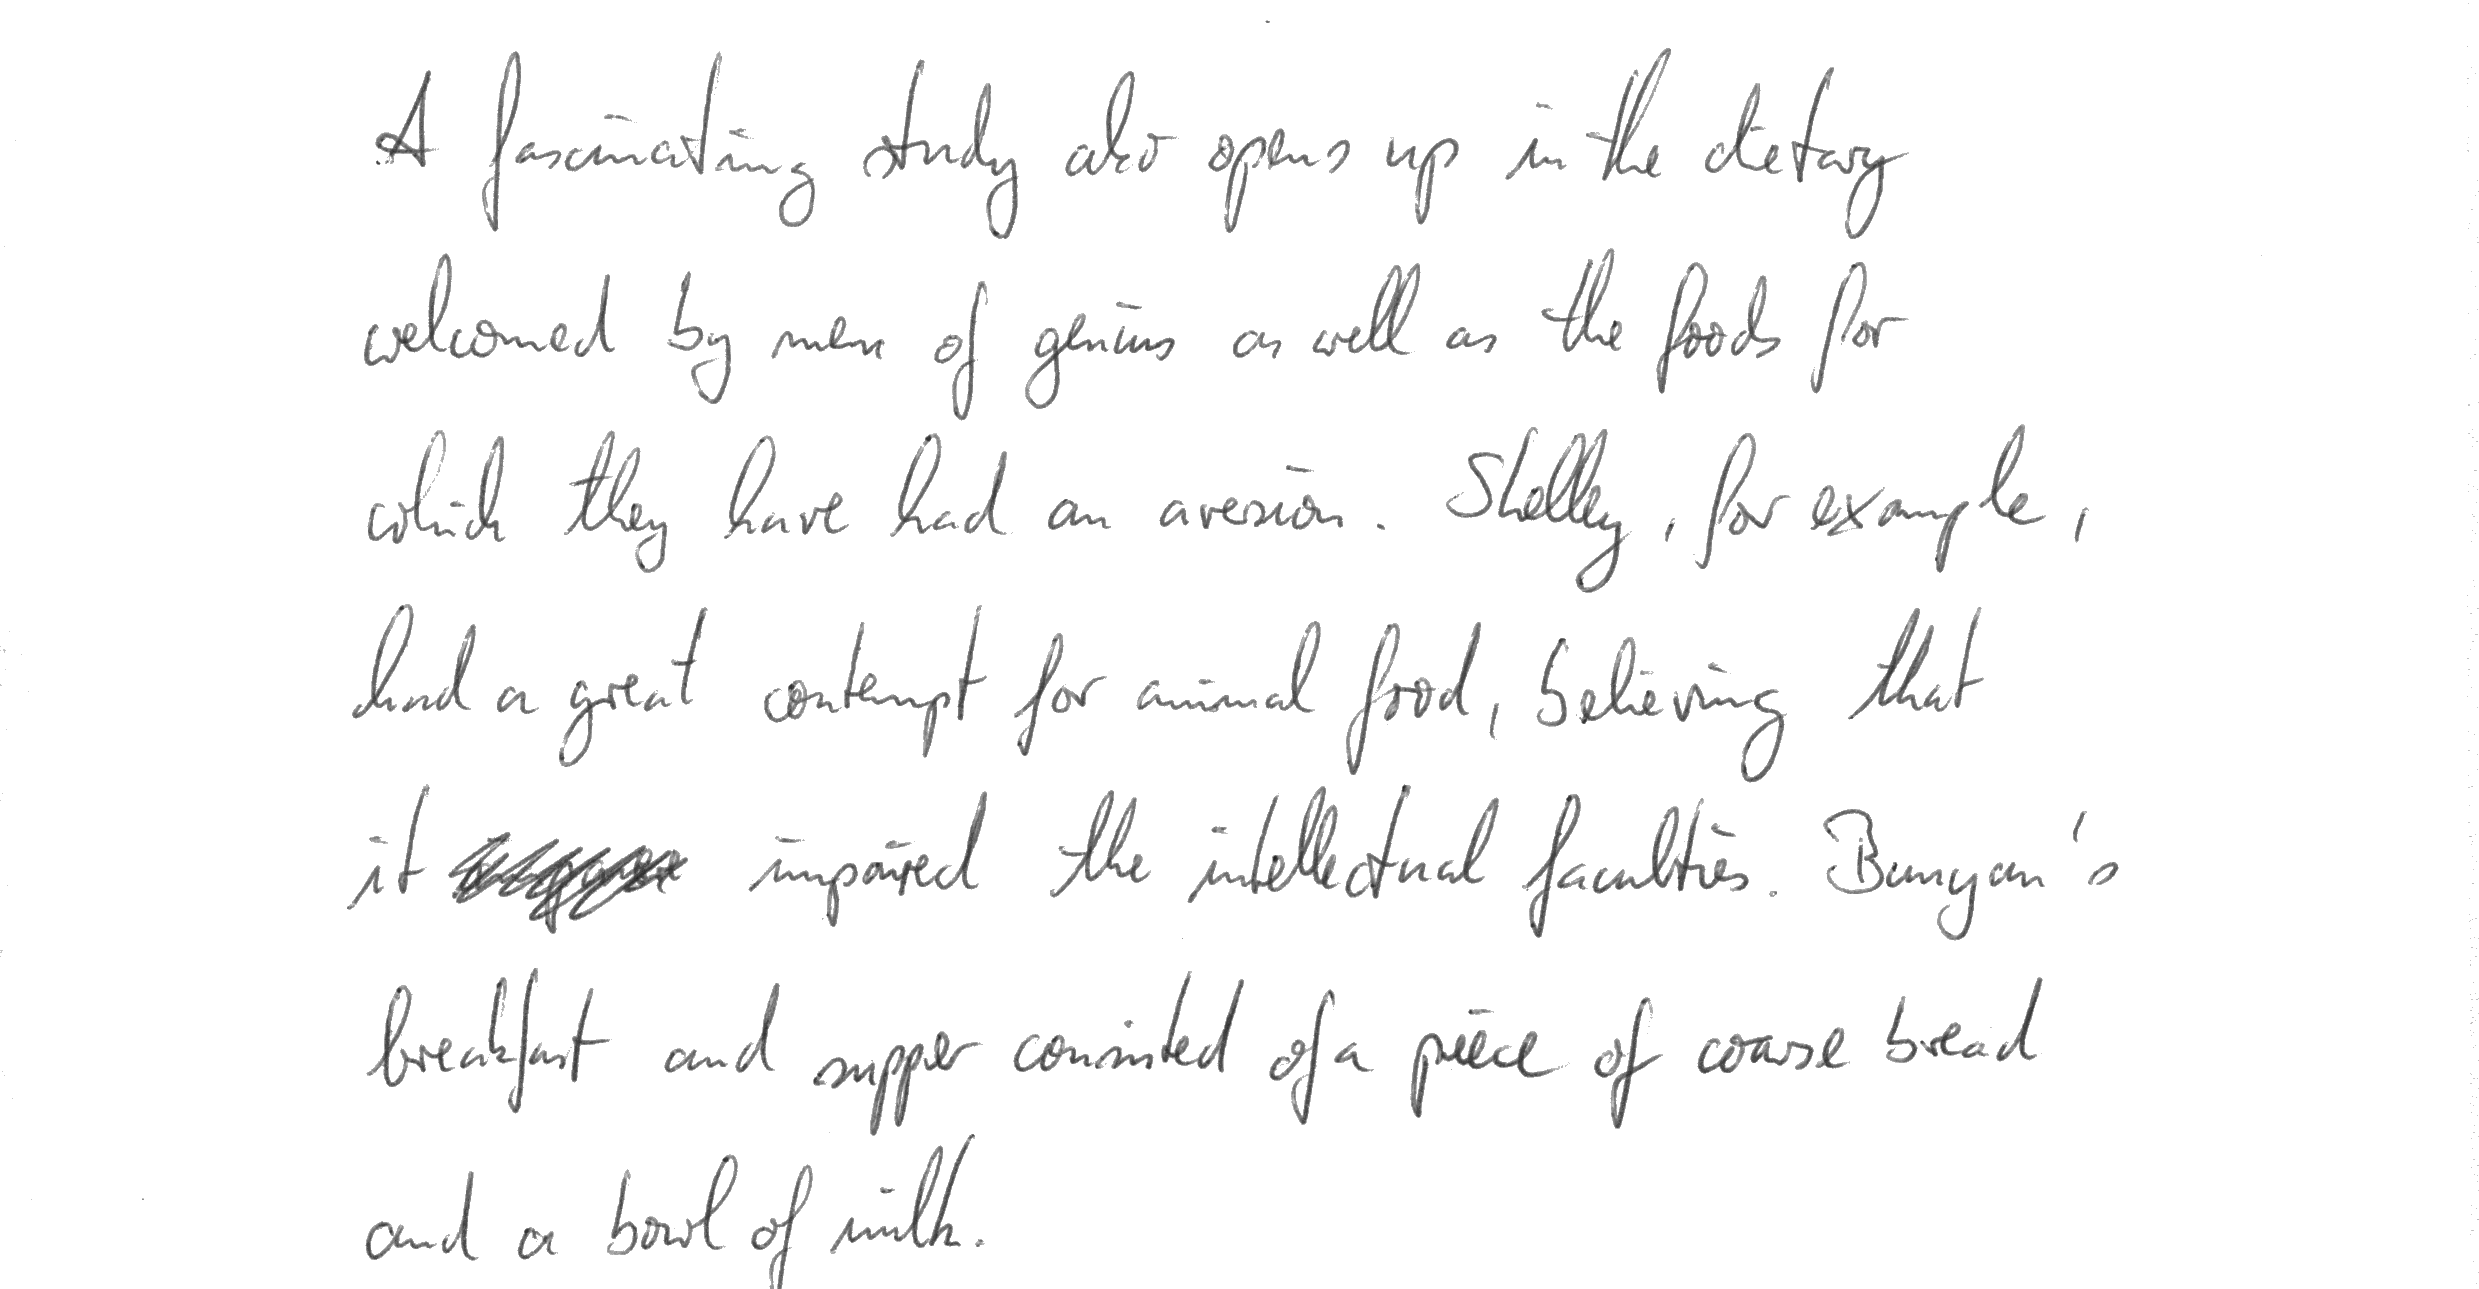 A fascinating study also opens up in the dietary
welcomed by men of genius as well as the foods for
which they have had an aversion. Shelley, for example,
had a great contempt for animal food, believing that
it impaired the intellectual faculties. Bunyan's
breakfast and supper consisted of a piece of coarse bread
and a bowl of milk.